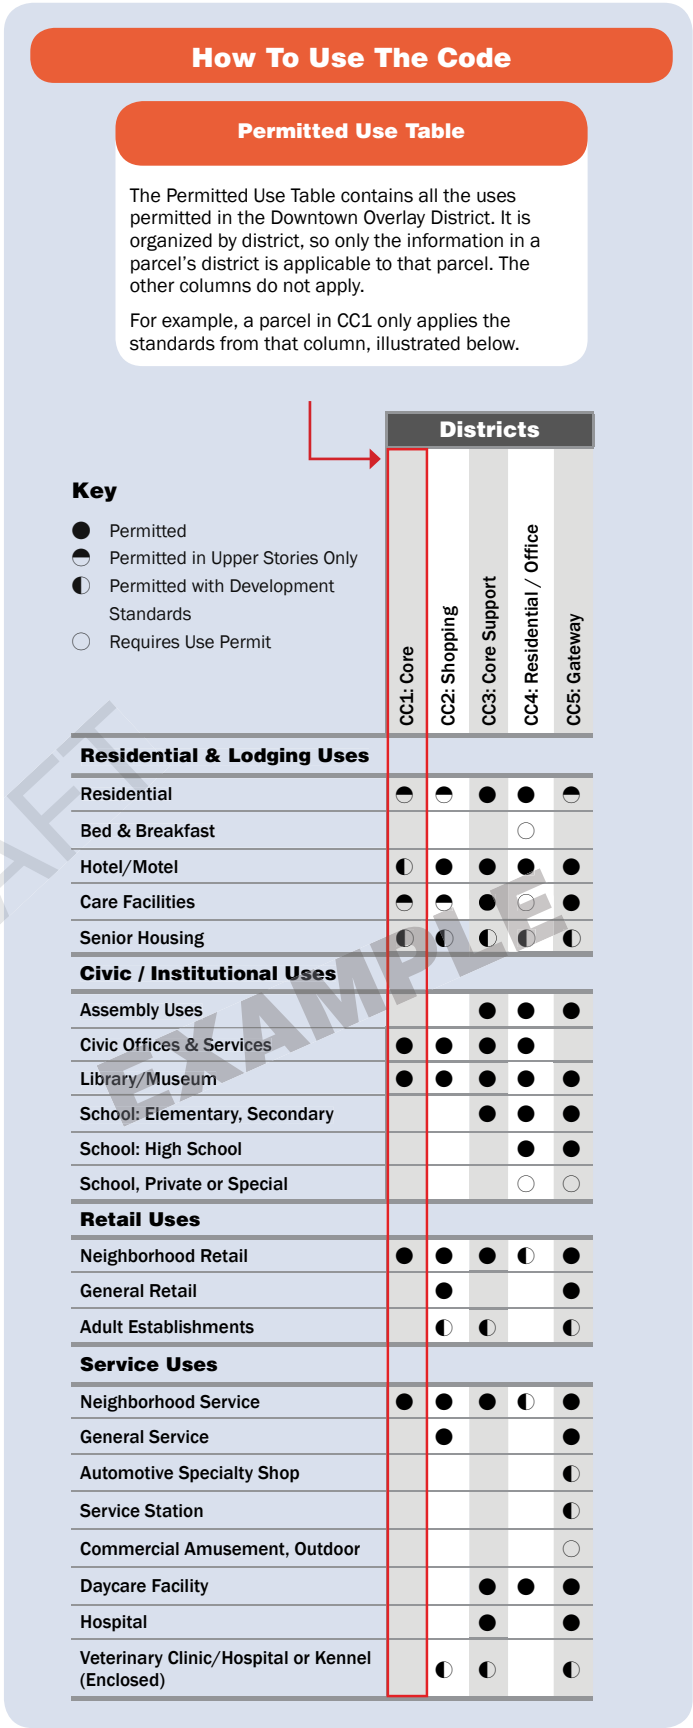 How To Use The Code
Permitted Use Table
The Permitted Use Table contains all the uses
permitted in the Downtown Overlay District. It is
organized by district, so only the information in a
parcel's district is applicable to that parcel. The
other columns do not apply.
For example, a parcel in CC1 only applies the
standards from that column, illustrated below.
Districts
Key
Permitted
Permitted in Upper Stories Only
Permitted with Development
Standards
Requires Use Permit
CC1: Core
CC2: Shopping
CC3: Core Support
CC4: Residential / Office
CC5: Gateway
Residential & Lodging Uses
Residential
Bed & Breakfast
Hotel/Motel
Care Facilities
Senior Housing
Civic / Institutional Uses
Assembly Uses
Civic Offices & Services
Library/Museum
School: Elementary, Secondary
School: High School
School, Private or Special
Retail Uses
Neighborhood Retail
General Retail
Adult Establishments
Service Uses
Neighborhood Service
General Service
Automotive Specialty Shop
Service Station
Commercial Amusement, Outdoor
Daycare Facility
Hospital
Veterinary Clinic/Hospital or Kennel
(Enclosed)
EXAMPLE